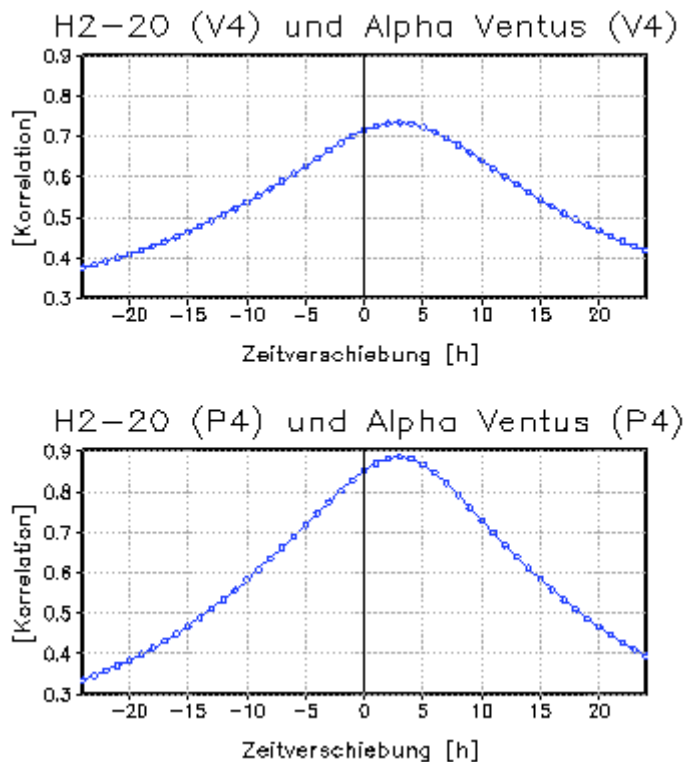 H2-20 (V4) und Alpha Ventus (V4)
0.9
0.8
0.7
0.6
0.5
0.4
0.3
[Korrelation]
-20 -15 -10 -5 0 5 10 15 20
Zeitverschiebung [h]
H2-20 (P4) und Alpha Ventus (P4)
0.9
0.8
0.7
0.6
0.5
0.4
0.3
[Korrelation]
-20 -15 -10 -5 0 5 10 15 20
Zeitverschiebung [h]